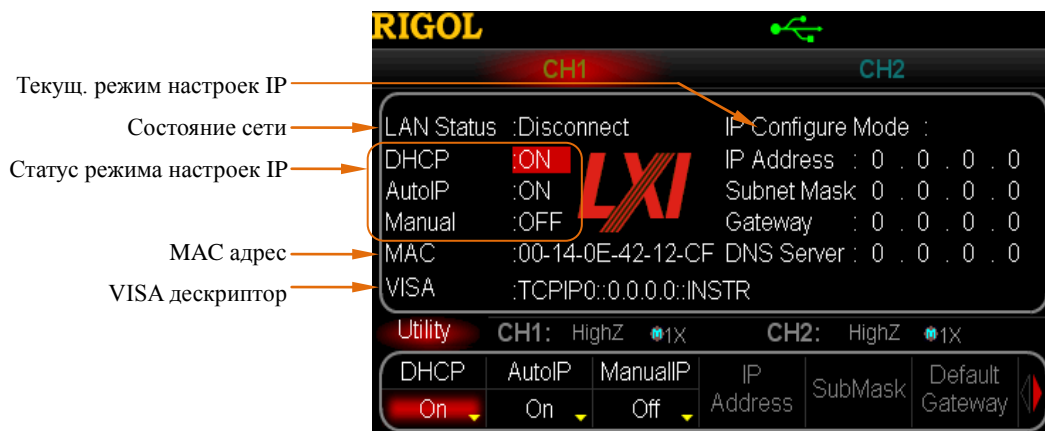 RIGOL
CH1 CH2
Текущ. режим настроек IP
Состояние сети
Статус режима настроек IP
MAC адрес
VISA дескриптор
LAN Status :Disconnect IP Configure Mode :
DHCP :ON IP Address : 0 . 0 . 0 . 0
AutoIP :ON Subnet Mask: 0 . 0 . 0 . 0
Manual :OFF Gateway : 0 . 0 . 0 . 0
LXI
MAC :00-14-0E-42-12-CF DNS Server : 0 . 0 . 0 . 0
VISA :TCPIP0::0.0.0.0::INSTR
Utility CH1: HighZ 1X CH2: HighZ 1X
DHCP AutoIP ManualIP IP Address SubMask Default Gateway
On On Off